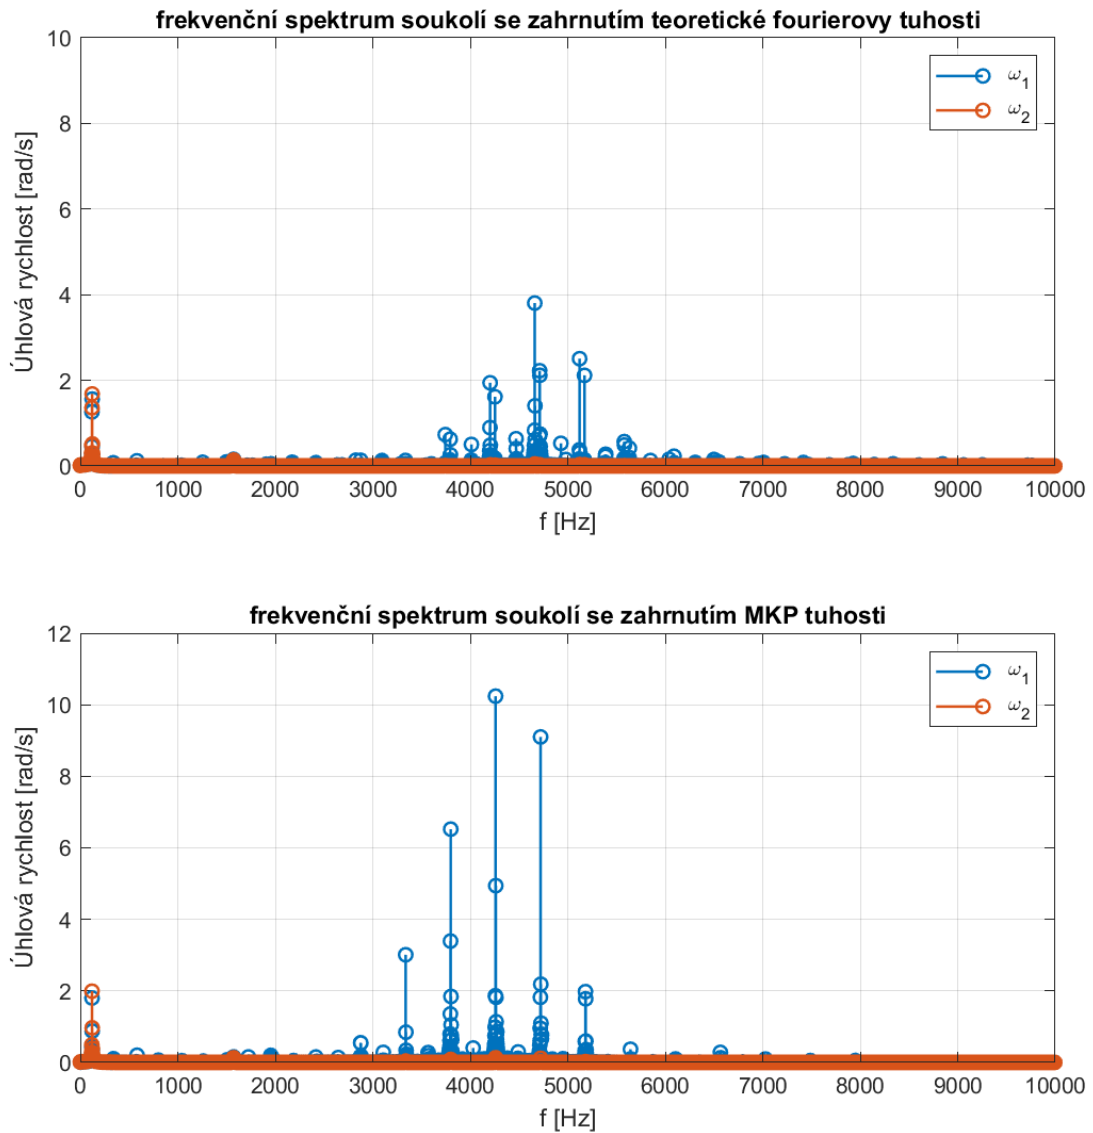 frekvenční spektrum soukolí se zahrnutím teoretické fourierovy tuhosti
10
8
6
4
2
0
Úhlová rychlost [rad/s]
ω1
ω2
0 1000 2000 3000 4000 5000 6000 7000 8000 9000 10000
f [Hz]
frekvenční spektrum soukolí se zahrnutím MKP tuhosti
12
10
8
6
4
2
0
Úhlová rychlost [rad/s]
ω1
ω2
0 1000 2000 3000 4000 5000 6000 7000 8000 9000 10000
f [Hz]